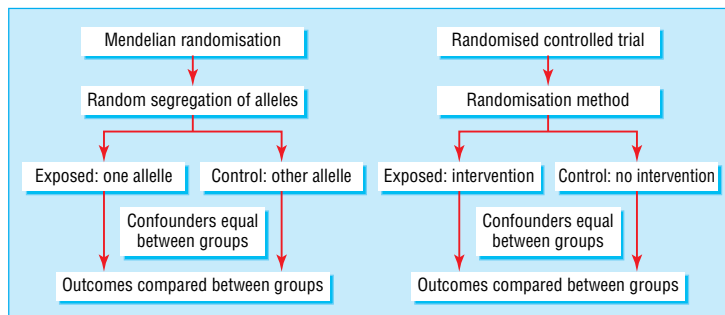 Mendelian randomisation
Random segregation of alleles
Exposed: one allele
Control: other allele
Confounders equal
between groups
Outcomes compared between groups
Randomised controlled trial
Randomisation method
Exposed: intervention
Control: no intervention
Confounders equal
between groups
Outcomes compared between groups